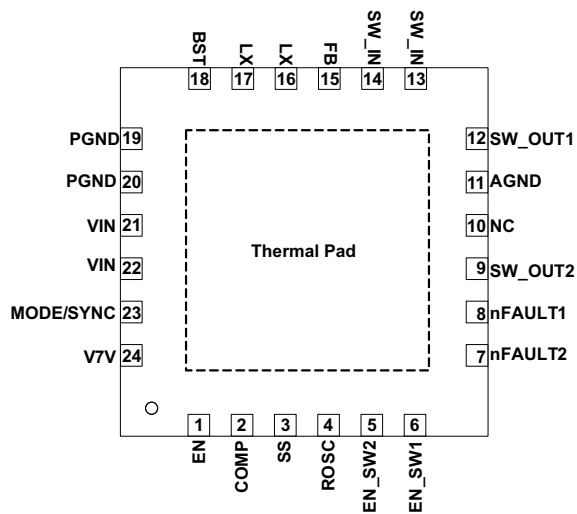 BST
LX
LX
FB
SW_IN
SW_IN
18
17
16
15
14
13
PGND 19
PGND 20
VIN 21
VIN 22
MODE/SYNC 23
V7V 24
Thermal Pad
12 SW_OUT1
11 AGND
10 NC
9 SW_OUT2
8 nFAULT1
7 nFAULT2
1
2
3
4
5
6
EN
COMP
SS
ROSC
EN_SW2
EN_SW1